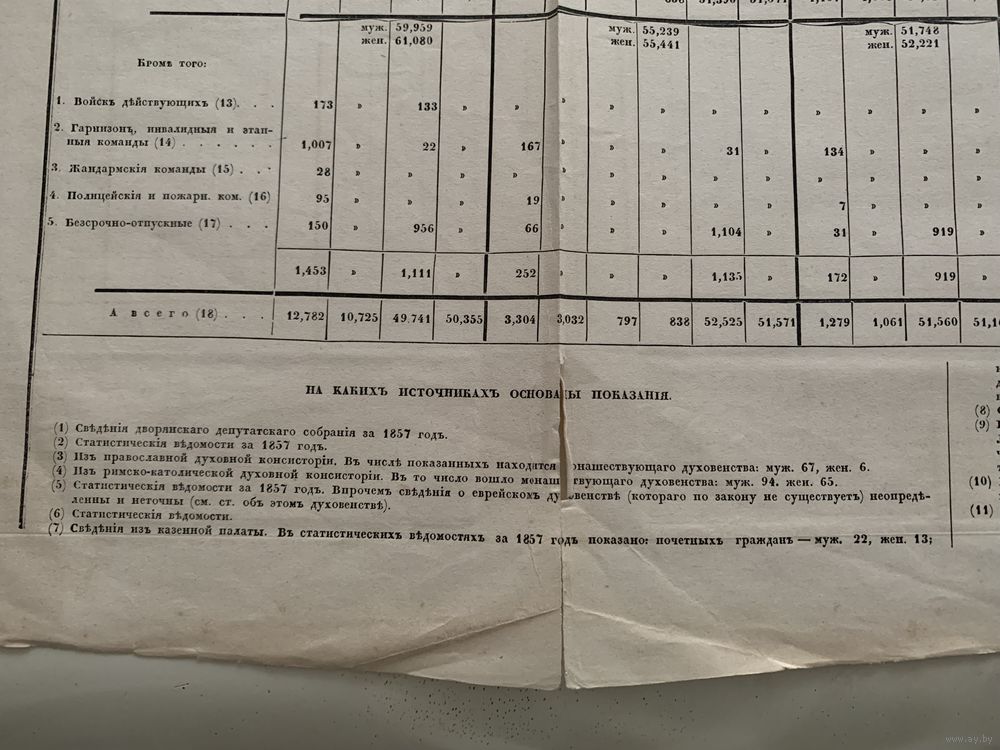 муж. 59,959 муж. 55,239 муж. 51,748
жен. 61,080 жен. 55,441 жен. 52,221
Кромѣ того:
1. Войскъ дѣйствующихъ (13). . . 173 » 133 » » » » » » » » » » »
2. Гарнизонъ, инвалидныя и этап-
ныя команды (14) . . . . . . 1,007 » 22 » 167 » » » 31 » 134 » » »
3. Жандармскія команды (15) . . . 28 » » » » » » » » » » » » »
4. Полицейскія и пожарн. ком. (16) 95 » » » 19 » » » » » 7 » » »
5. Безсрочно-отпускные (17) . . . 150 » 956 » 66 » » » 1,104 » 31 » 919 »
1,453 » 1,111 » 252 » » » 1,135 » 172 » 919 »
А всего (18) . . . 12,782 10,725 49,741 50,355 3,304 3,032 797 838 52,525 51,571 1,279 1,061 51,560
НА КАКИХЪ ИСТОЧНИКАХЪ ОСНОВАНЫ ПОКАЗАНІЯ.
(1) Свѣдѣнія дворянскаго депутатскаго собранія за 1857 годъ.
(2) Статистическія вѣдомости за 1857 годъ.
(3) Изъ православной духовной консисторіи. Въ числѣ показанныхъ находятся монашествующаго духовенства: муж. 67, жен. 6.
(4) Изъ римско-католической духовной консисторіи. Въ то число вошло монашествующаго духовенства: муж. 94. жен. 65.
(5) Статистическія вѣдомости за 1857 годъ. Впрочемъ свѣдѣнія о еврейскомъ духовенствѣ (котораго по закону не существуетъ) неопредѣ-
ленны и неточны (см. ст. объ этомъ духовенствѣ).
(6) Статистическія вѣдомости.
(7) Свѣдѣнія изъ казенной палаты. Въ статистическихъ вѣдомостяхъ за 1857 годъ показано: почетныхъ гражданъ — муж. 22, жен. 13;
(8)
(9)
(10)
(11)
www.ay.by